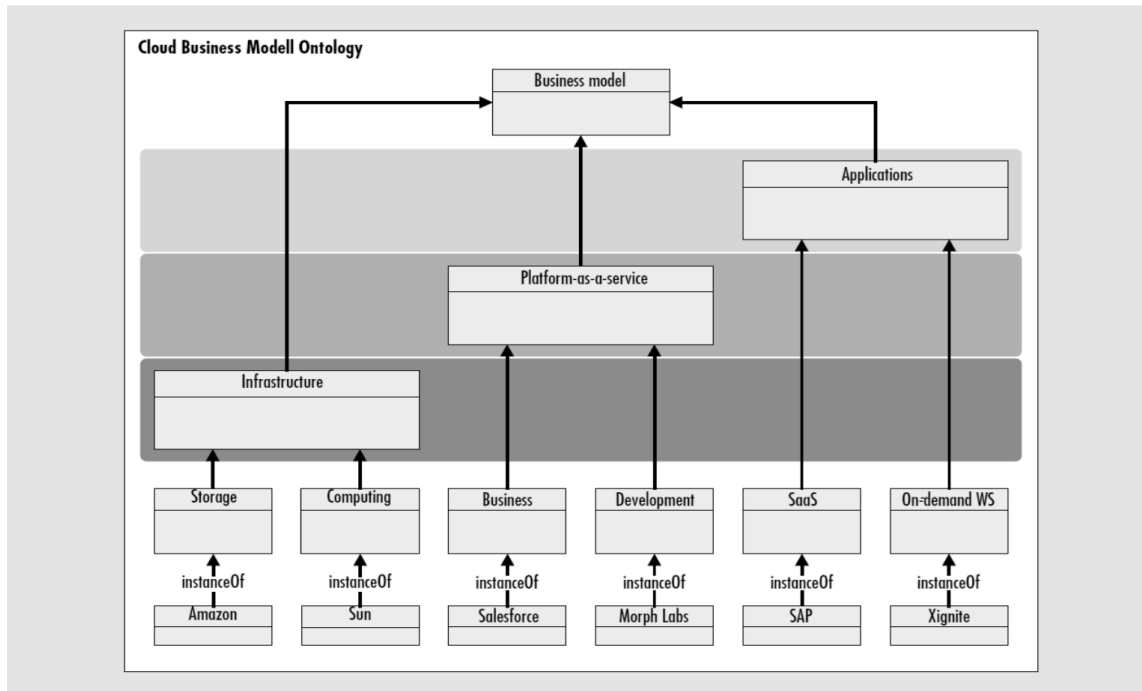 Cloud Business Modell Ontology
Business model
Applications
Platform-as-a-service
Infrastructure
Storage
Computing
Business
Development
SaaS
On-demand WS
instanceOf
instanceOf
instanceOf
instanceOf
instanceOf
instanceOf
Amazon
Sun
Salesforce
Morph Labs
SAP
Xignite